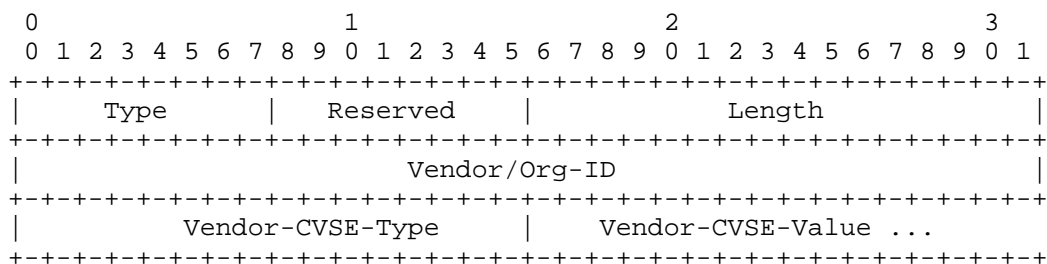 0                   1                   2                   3
 0 1 2 3 4 5 6 7 8 9 0 1 2 3 4 5 6 7 8 9 0 1 2 3 4 5 6 7 8 9 0 1
+-+-+-+-+-+-+-+-+-+-+-+-+-+-+-+-+-+-+-+-+-+-+-+-+-+-+-+-+-+-+-+-+
|     Type      |   Reserved    |            Length             |
+-+-+-+-+-+-+-+-+-+-+-+-+-+-+-+-+-+-+-+-+-+-+-+-+-+-+-+-+-+-+-+-+
|                        Vendor/Org-ID                          |
+-+-+-+-+-+-+-+-+-+-+-+-+-+-+-+-+-+-+-+-+-+-+-+-+-+-+-+-+-+-+-+-+
|          Vendor-CVSE-Type     |    Vendor-CVSE-Value ...
+-+-+-+-+-+-+-+-+-+-+-+-+-+-+-+-+-+-+-+-+-+-+-+-+-+-+-+-+-+-+-+-+